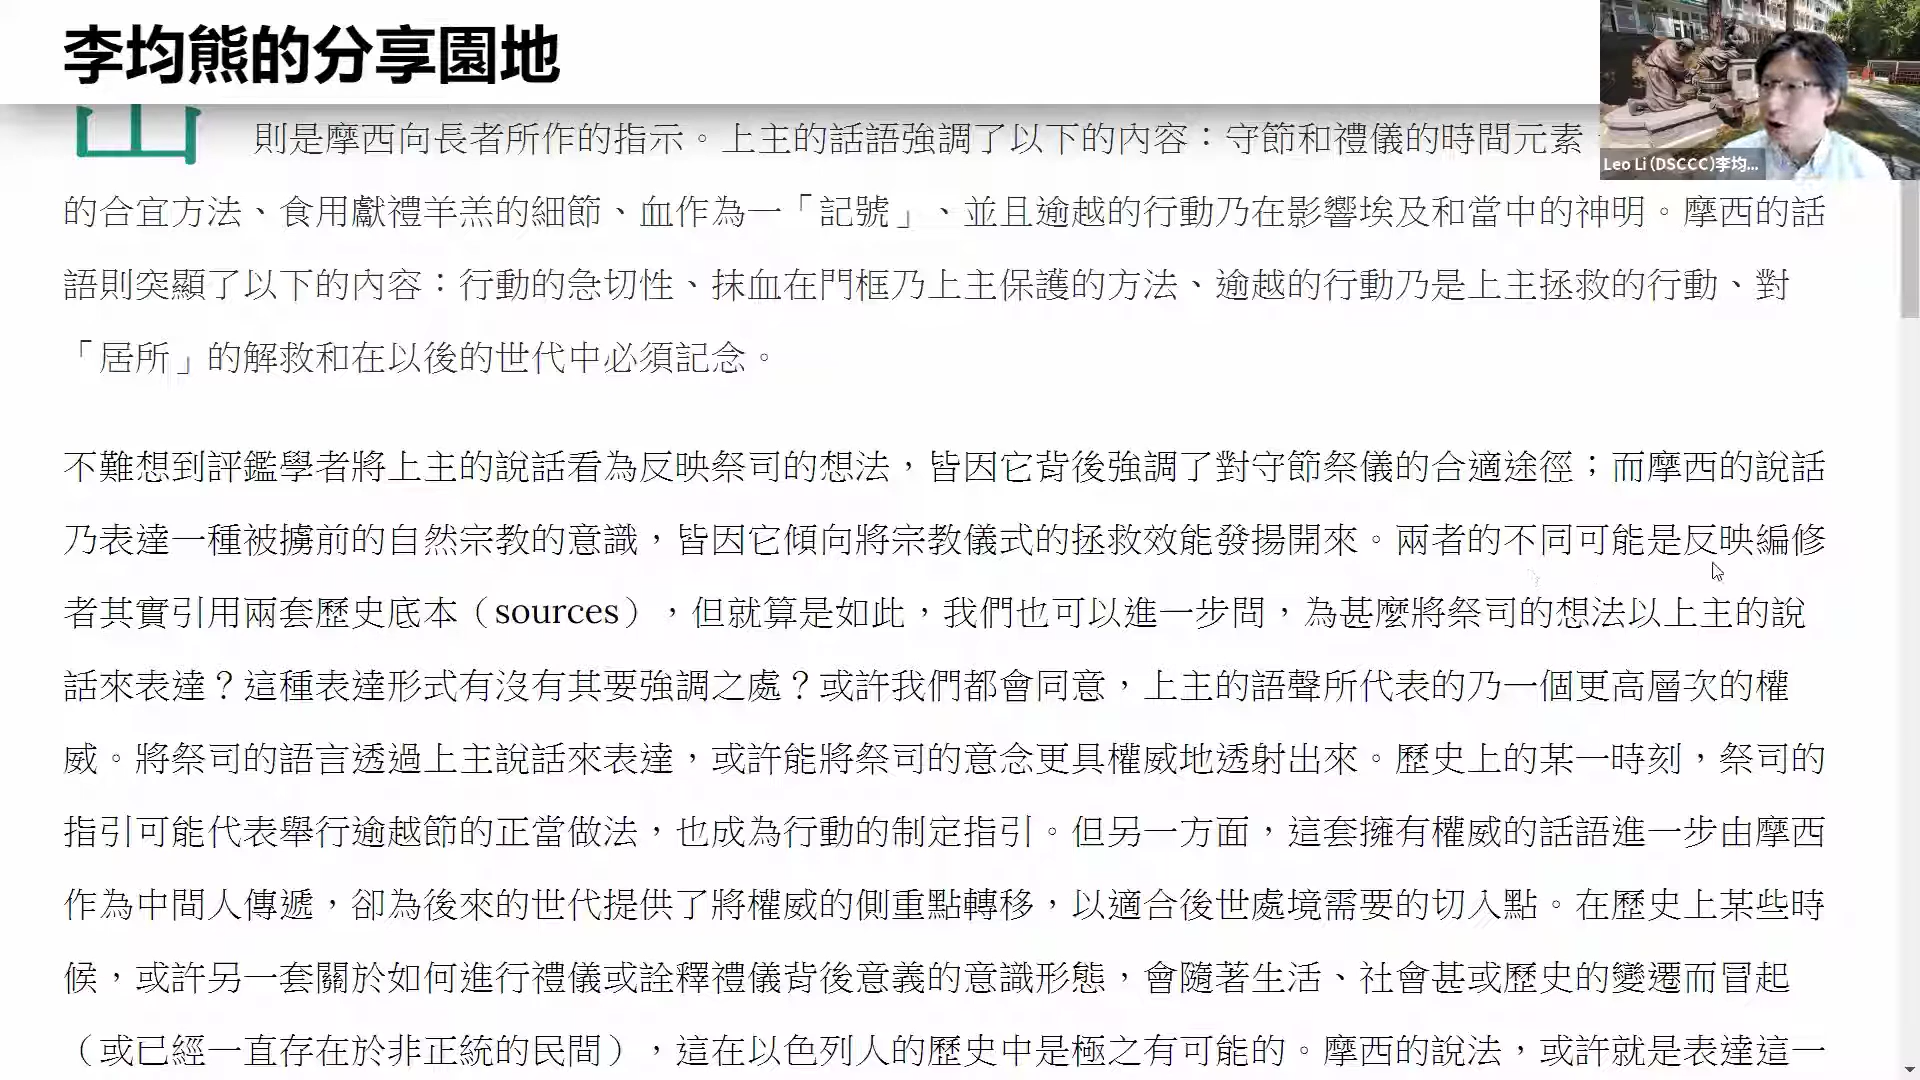 李均熊的分享園地
Leo Li (DSCCC)李均...
則是摩西向長者所作的指示。上主的話語強調了以下的內容：守節和禮儀的時間元素
的合宜方法、食用獻禮羊羔的細節、血作為一「記號」、並且逾越的行動乃在影響埃及和當中的神明。摩西的話
語則突顯了以下的內容：行動的急切性、抹血在門框乃上主保護的方法、逾越的行動乃是上主拯救的行動、對
「居所」的解救和在以後的世代中必須記念。
不難想到評鑑學者將上主的說話看為反映祭司的想法，皆因它背後強調了對守節祭儀的合適途徑；而摩西的說話
乃表達一種被擄前的自然宗教的意識，皆因它傾向將宗教儀式的拯救效能發揚開來。兩者的不同可能是反映編修
者其實引用兩套歷史底本（sources），但就算是如此，我們也可以進一步問，為甚麼將祭司的想法以上主的說
話來表達？這種表達形式有沒有其要強調之處？或許我們都會同意，上主的語聲所代表的乃一個更高層次的權
威。將祭司的語言透過上主說話來表達，或許能將祭司的意念更具權威地透射出來。歷史上的某一時刻，祭司的
指引可能代表舉行逾越節的正當做法，也成為行動的制定指引。但另一方面，這套擁有權威的話語進一步由摩西
作為中間人傳遞，卻為後來的世代提供了將權威的側重點轉移，以適合後世處境需要的切入點。在歷史上某些時
候，或許另一套關於如何進行禮儀或詮釋禮儀背後意義的意識形態，會隨著生活、社會甚或歷史的變遷而冒起
（或已經一直存在於非正統的民間），這在以色列人的歷史中是極之有可能的。摩西的說法，或許就是表達這一